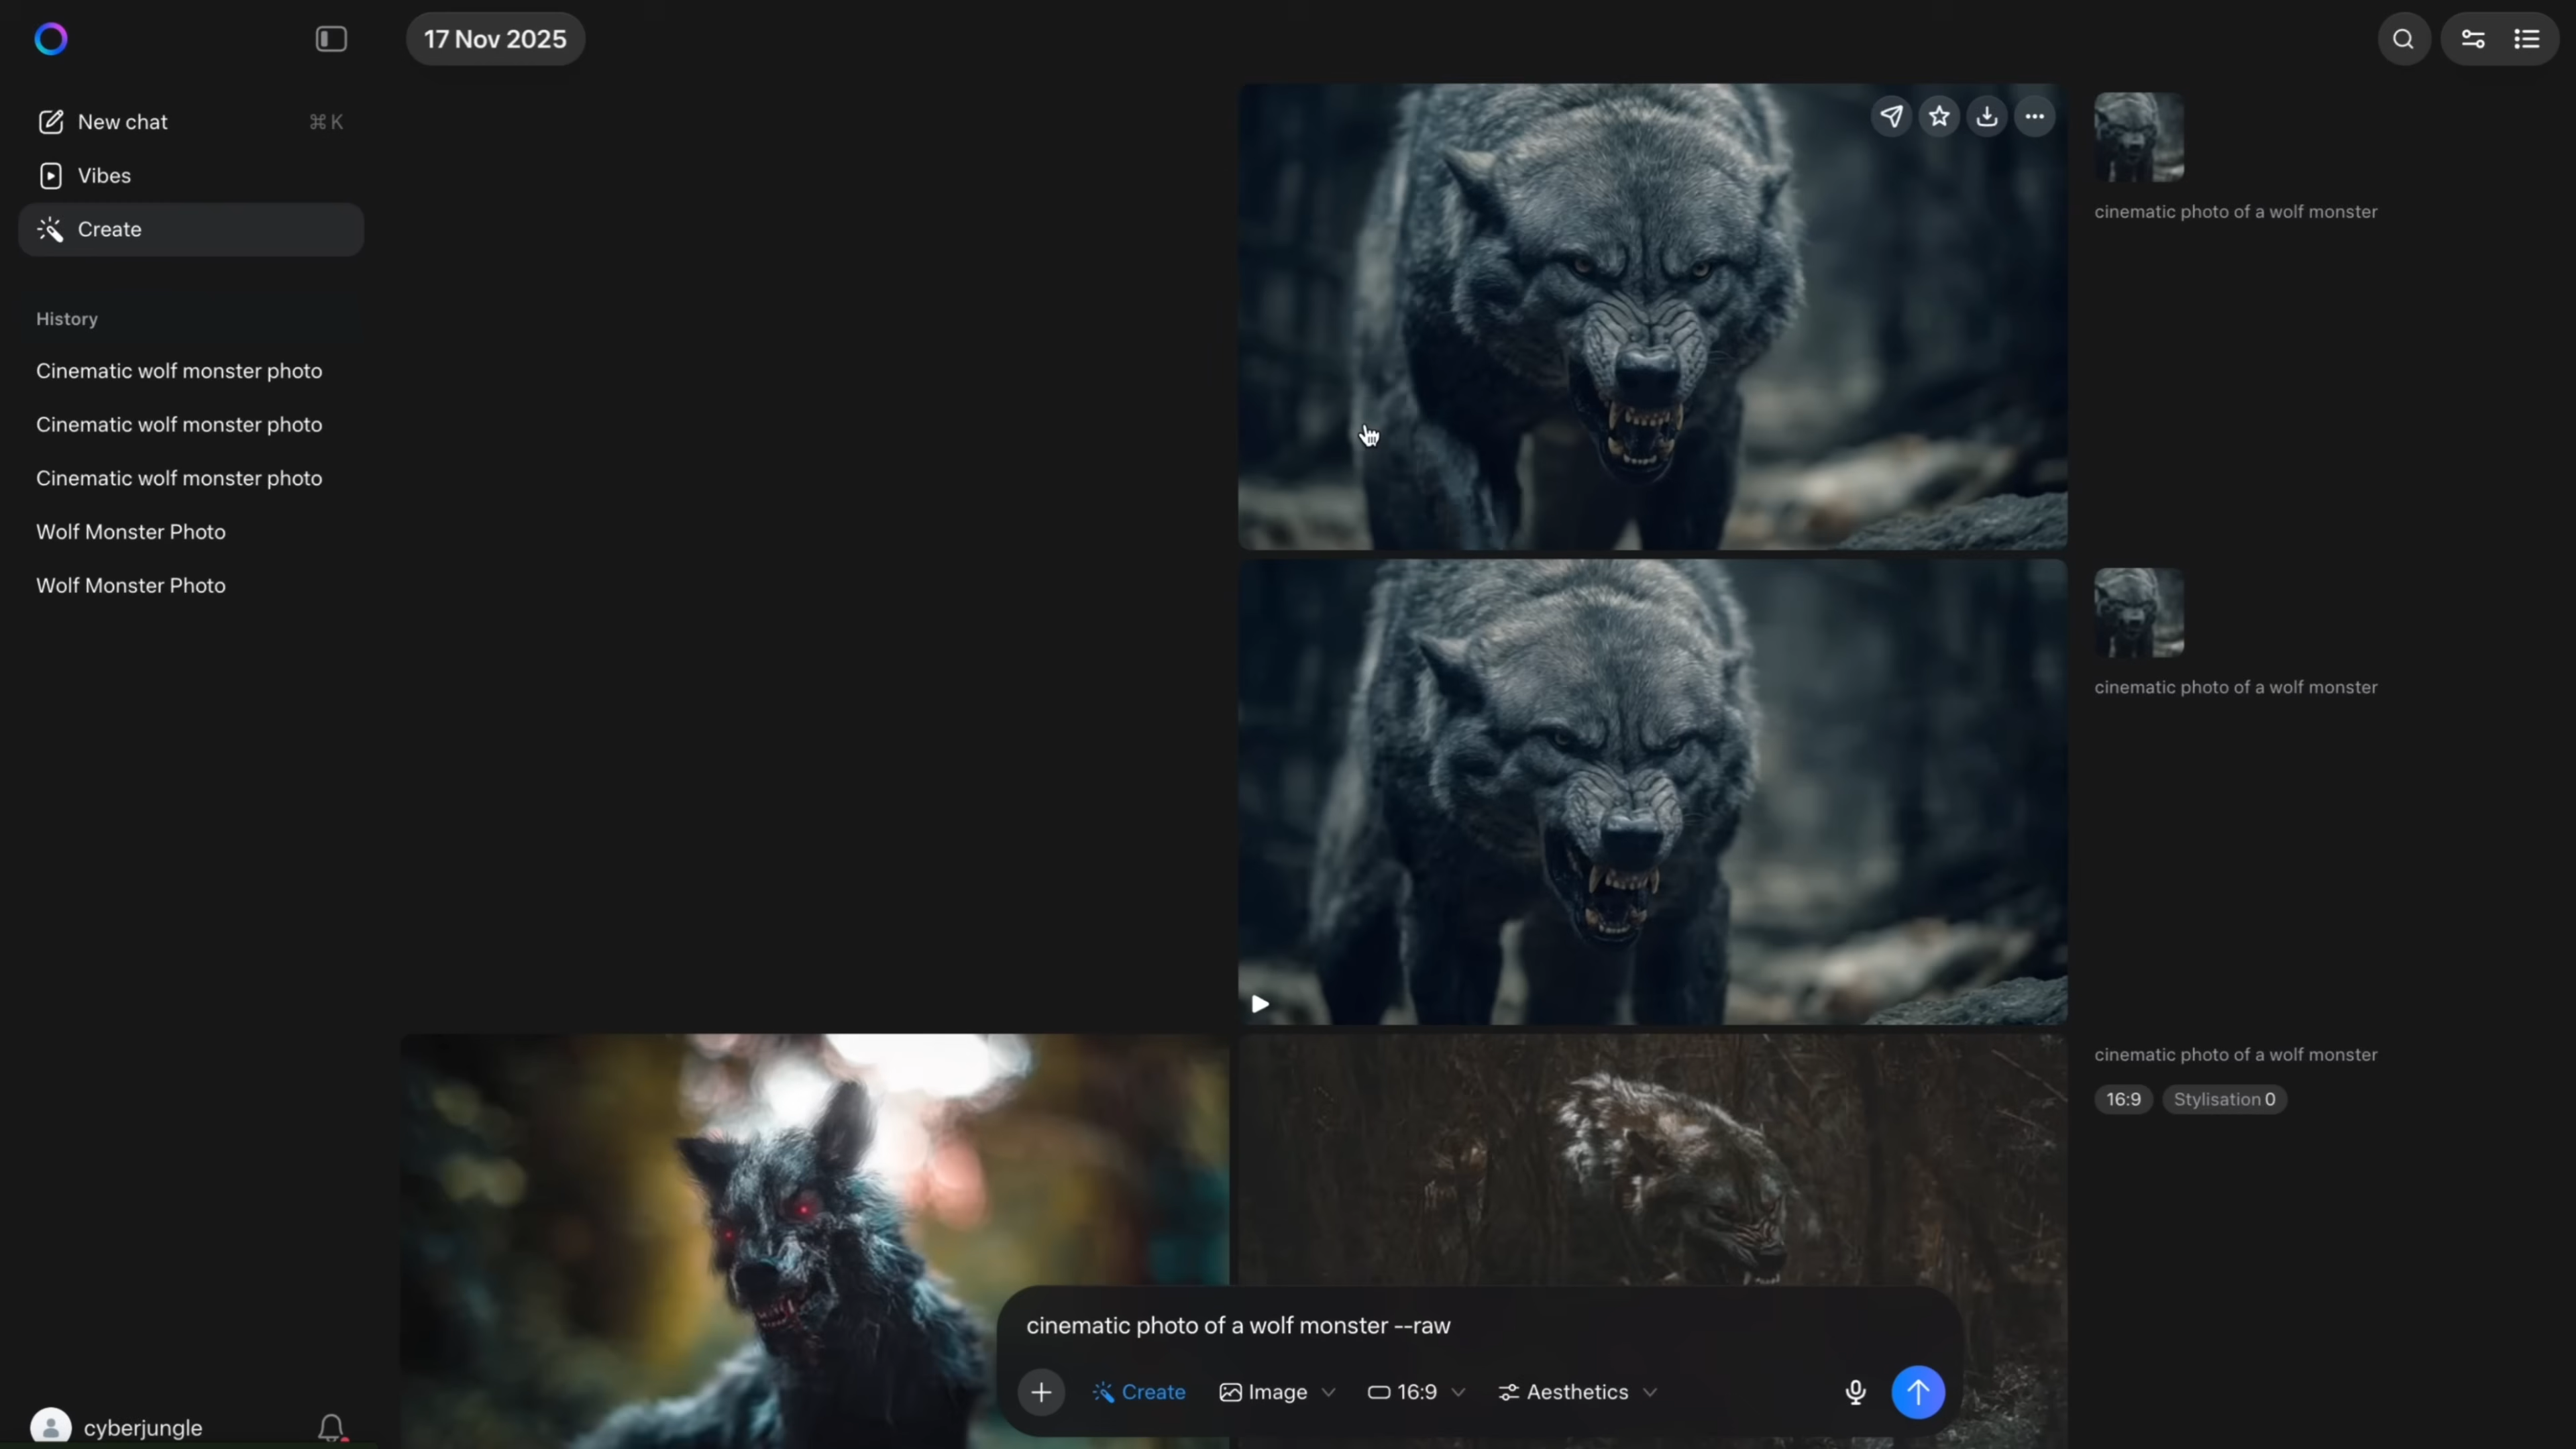 17 Nov 2025
New chat ⌘ K
Vibes
Create
History
Cinematic wolf monster photo
Cinematic wolf monster photo
Cinematic wolf monster photo
Wolf Monster Photo
Wolf Monster Photo
cyberjungle
cinematic photo of a wolf monster
cinematic photo of a wolf monster
cinematic photo of a wolf monster
16:9 Stylisation 0
cinematic photo of a wolf monster --raw
Create Image 16:9 Aesthetics